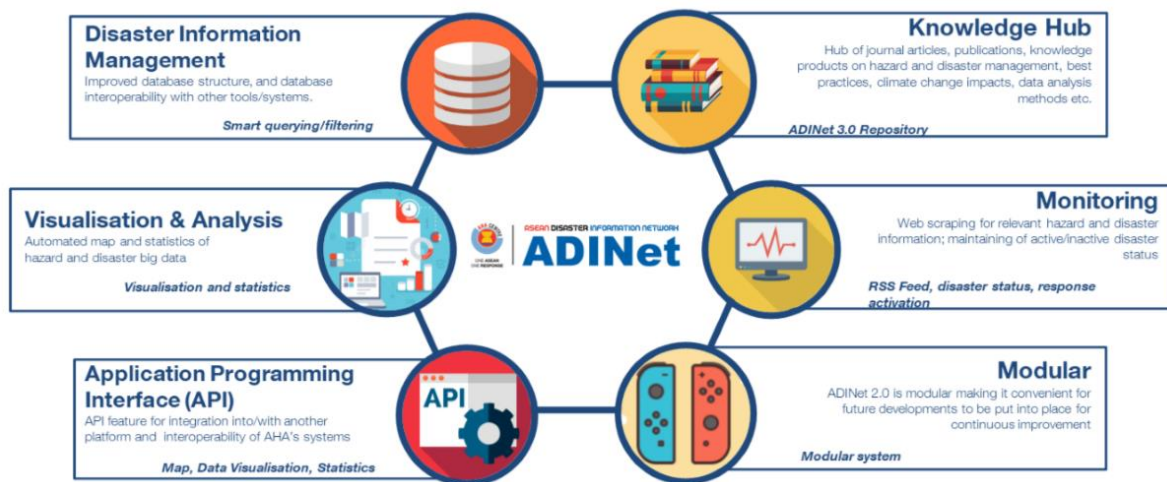 Disaster Information
Management
Improved database structure, and database
interoperability with other tools/systems.
Smart querying/filtering
Knowledge Hub
Hub of journal articles, publications, knowledge
products on hazard and disaster management, best
practices, climate change impacts, data analysis
methods etc.
ADINet 3.0 Repository
Visualisation & Analysis
Automated map and statistics of
hazard and disaster big data
Visualisation and statistics
AHA CENTRE
ONE ASEAN
ONE RESPONSE
ASEAN DISASTER INFORMATION NETWORK
ADINet
Monitoring
Web scraping for relevant hazard and disaster
information; maintaining of active/inactive disaster
status
RSS Feed, disaster status, response
activation
Application Programming
Interface (API)
API feature for integration into/with another
platform and interoperability of AHA's systems
Map, Data Visualisation, Statistics
API
Modular
ADINet 2.0 is modular making it convenient for
future developments to be put into place for
continuous improvement
Modular system